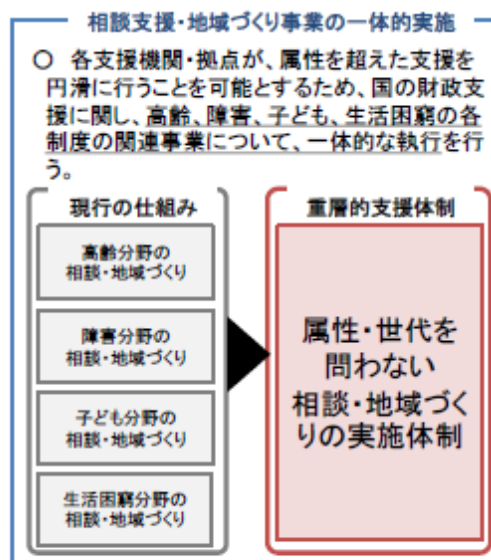 相談支援・地域づくり事業の一体的実施
○ 各支援機関・拠点が、属性を超えた支援を
円滑に行うことを可能とするため、国の財政支
援に関し、高齢、障害、子ども、生活困窮の各
制度の関連事業について、一体的な執行を行
う。
現行の仕組み
高齢分野の
相談・地域づくり
障害分野の
相談・地域づくり
子ども分野の
相談・地域づくり
生活困窮分野の
相談・地域づくり
重層的支援体制
属性・世代を
問わない
相談・地域づく
りの実施体制